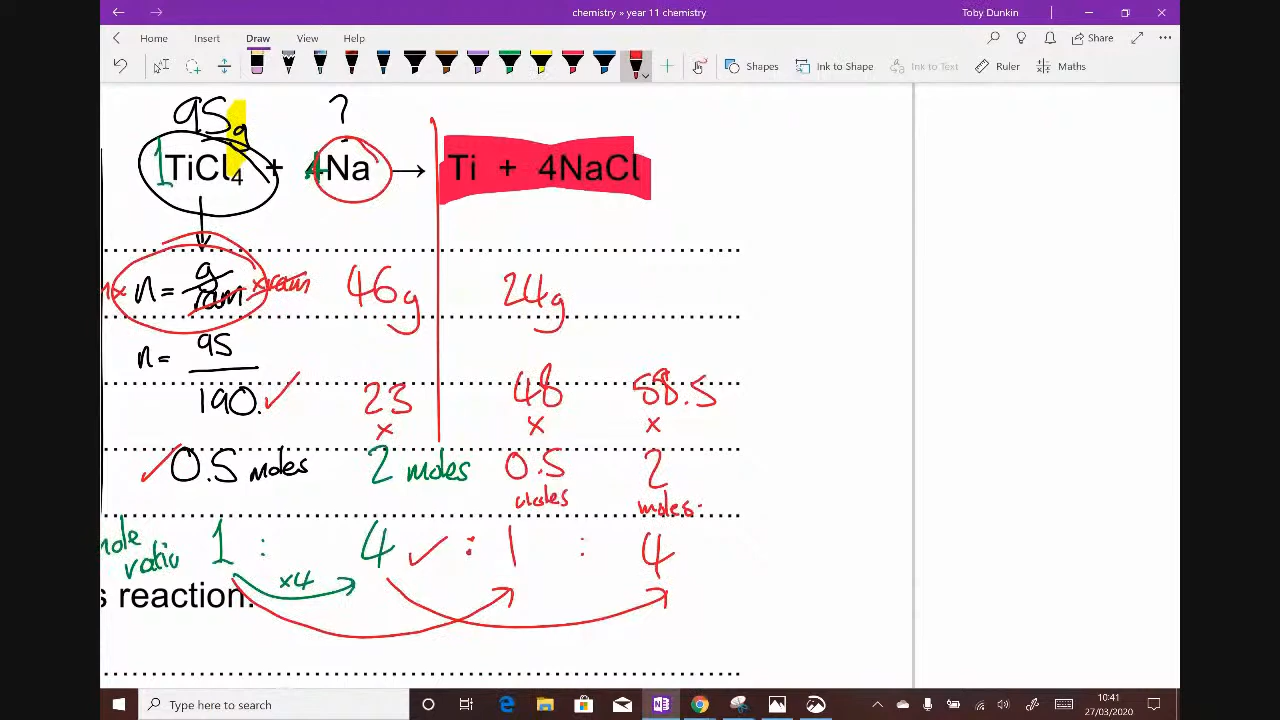 chemistry » year 11 chemistry
Toby Dunkin
Home Insert Draw View Help
Share
Shapes Ink to Shape Ink to Text Ruler Maths
95g ?
1TiCl4 + 4Na → Ti + 4NaCl
n = g/ram 46g 24g
n = 95
190. 23 48 58.5
x x x
0.5 moles 2 moles 0.5 moles 2 moles.
mole ratio 1 : 4 : 1 : 4
x4
s reaction.
Type here to search
10:41
27/03/2020